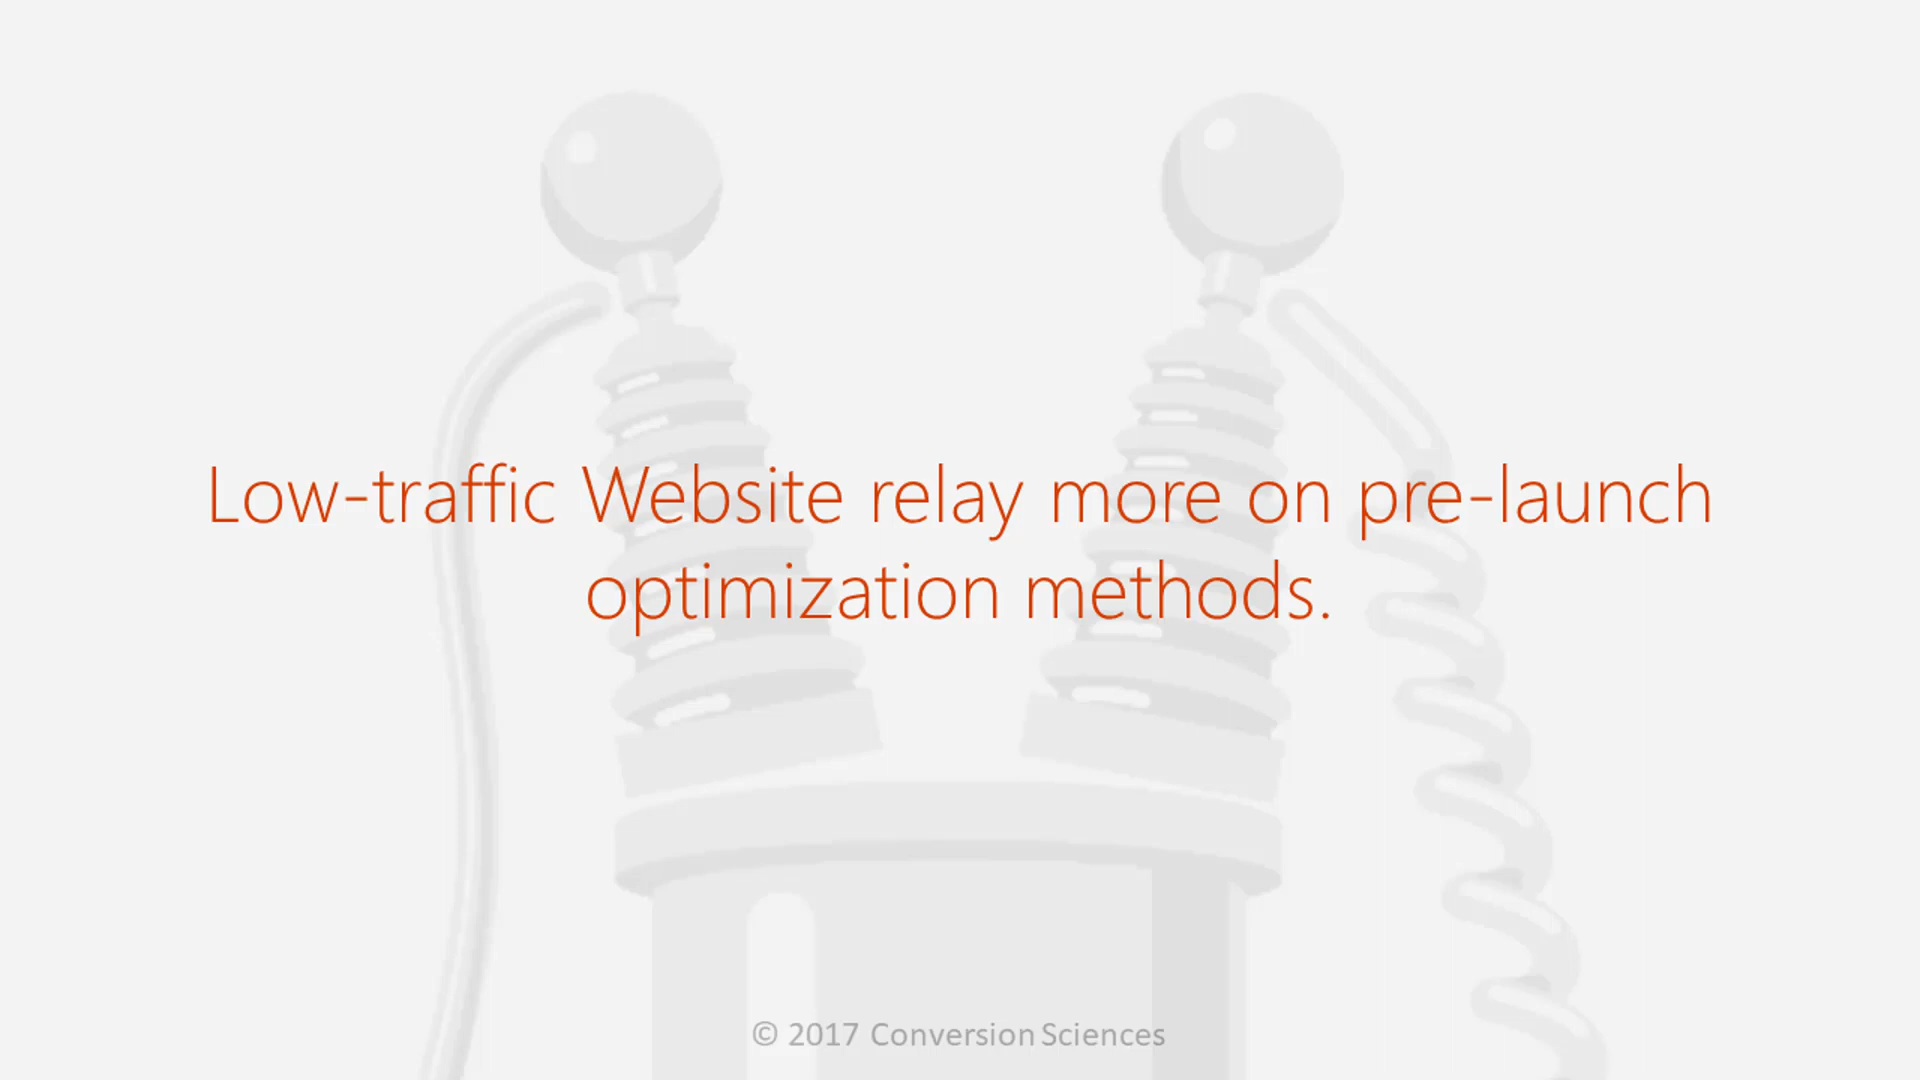 Low-traffic Website relay more on pre-launch
optimization methods.
© 2017 Conversion Sciences